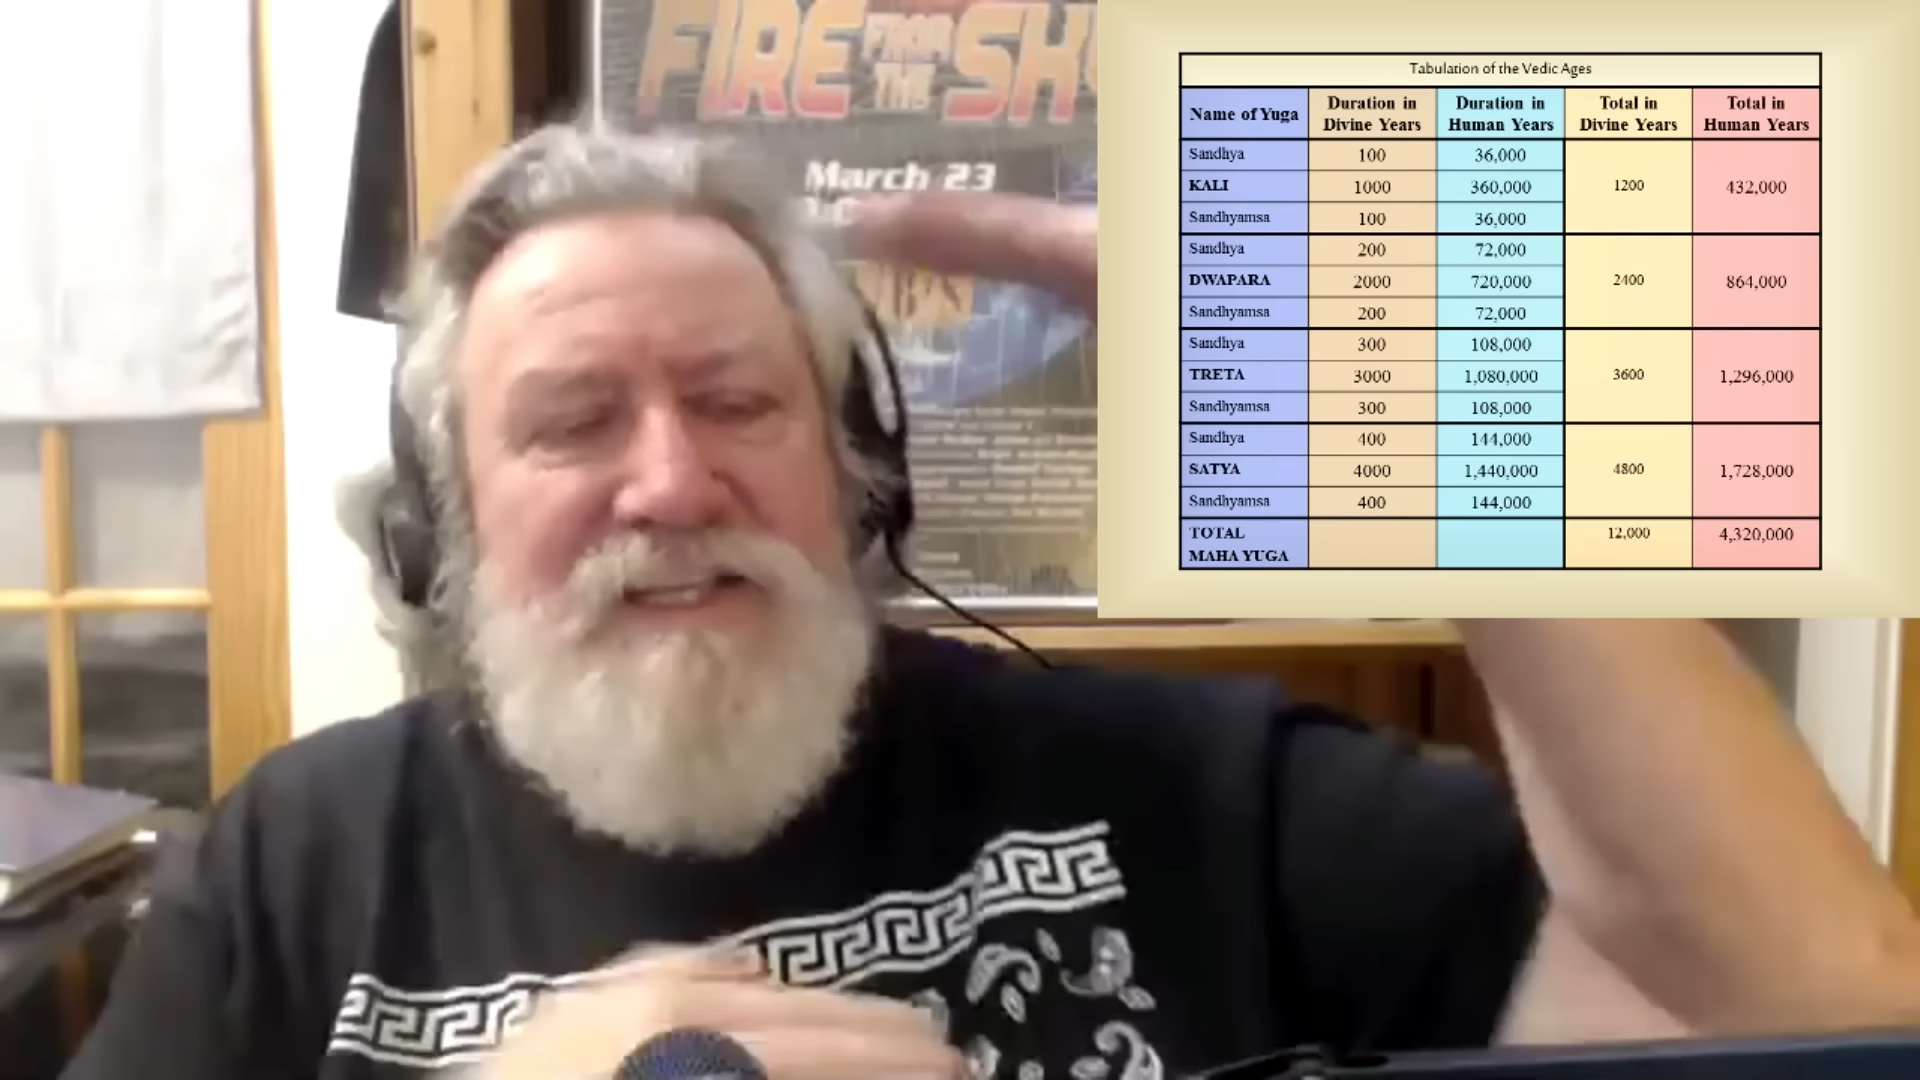 FIRE FROM THE SK
March 23
Tabulation of the Vedic Ages
Name of Yuga Duration in Divine Years Duration in Human Years Total in Divine Years Total in Human Years
Sandhya 100 36,000
KALI 1000 360,000 1200 432,000
Sandhyamsa 100 36,000
Sandhya 200 72,000
DWAPARA 2000 720,000 2400 864,000
Sandhyamsa 200 72,000
Sandhya 300 108,000
TRETA 3000 1,080,000 3600 1,296,000
Sandhyamsa 300 108,000
Sandhya 400 144,000
SATYA 4000 1,440,000 4800 1,728,000
Sandhyamsa 400 144,000
TOTAL MAHA YUGA 12,000 4,320,000